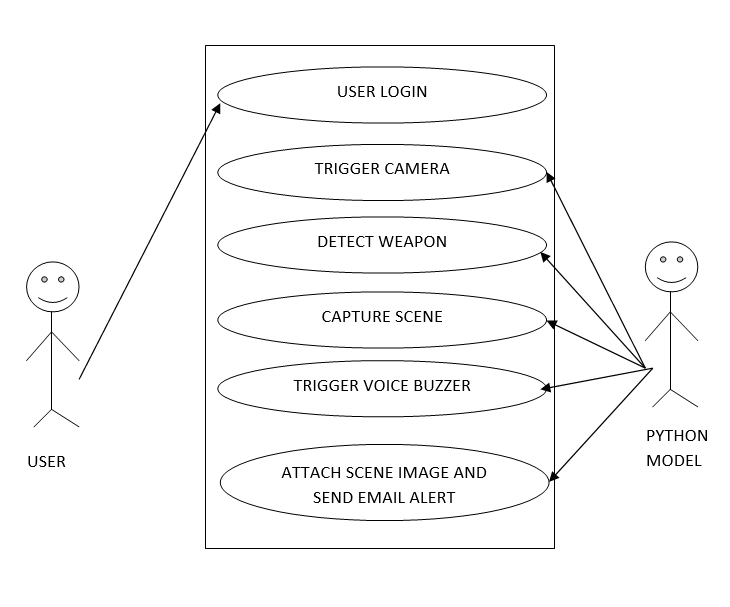 USER LOGIN
TRIGGER CAMERA
DETECT WEAPON
CAPTURE SCENE
TRIGGER VOICE BUZZER
ATTACH SCENE IMAGE AND
SEND EMAIL ALERT
USER
PYTHON
MODEL